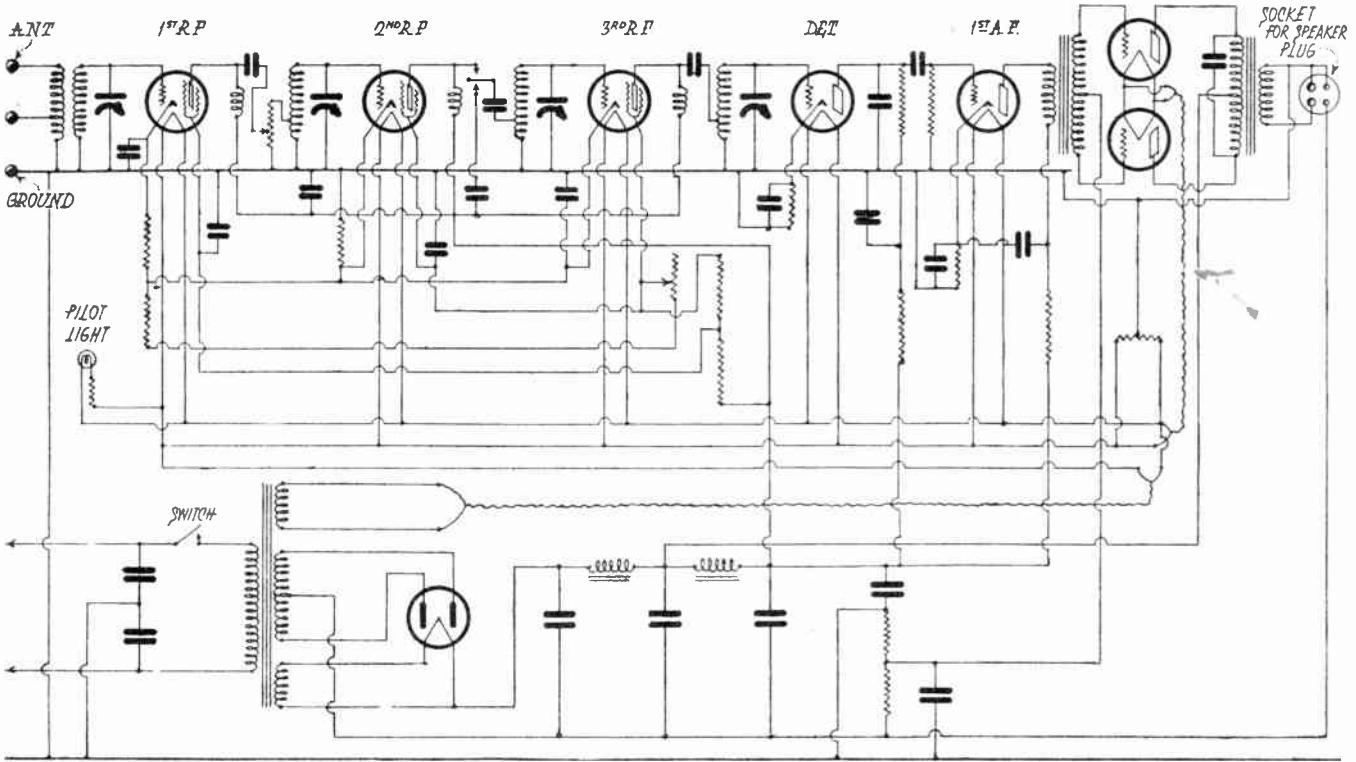 ANT
1ST R.F
2ND R.F
3RD R.F
DET
1ST A.F.
SOCKET
FOR SPEAKER
PLUG
GROUND
PILOT
LIGHT
SWITCH